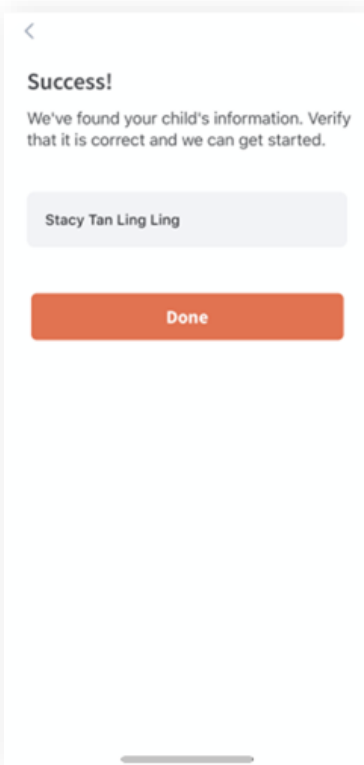 Success!
We've found your child's information. Verify
that it is correct and we can get started.
Stacy Tan Ling Ling
Done